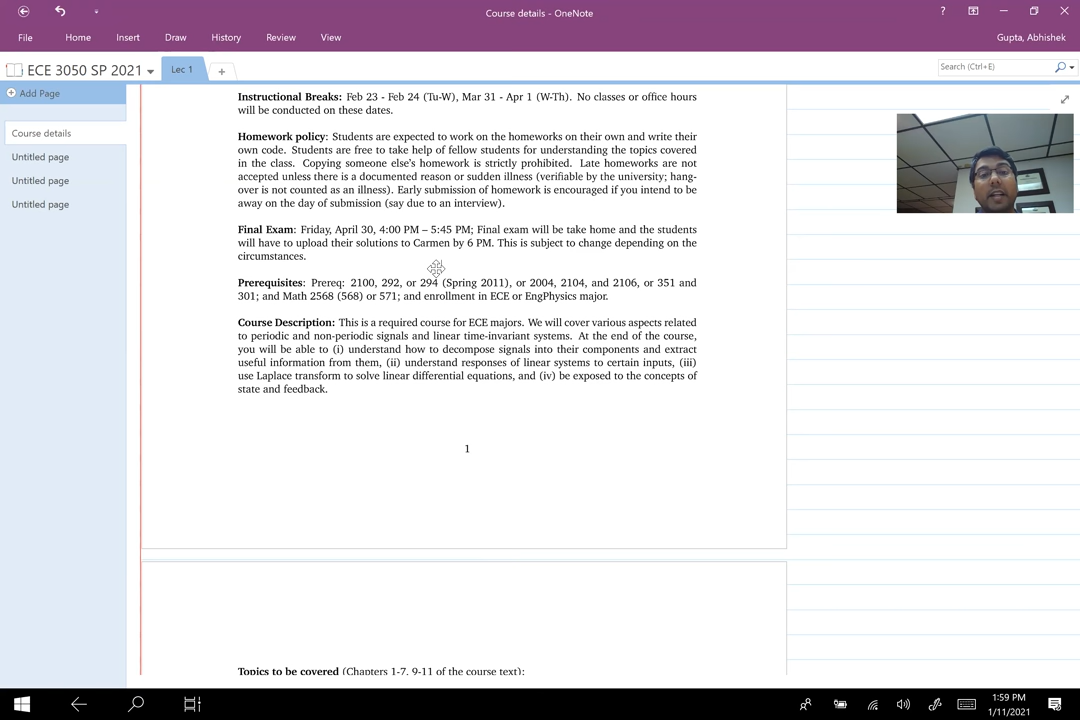 Course details - OneNote
?
File
Home
Insert
Draw
History
Review
View
Gupta, Abhishek
ECE 3050 SP 2021
Lec 1
+
Search (Ctrl+E)
Add Page
Course details
Untitled page
Untitled page
Untitled page
Instructional Breaks: Feb 23 - Feb 24 (Tu-W), Mar 31 - Apr 1 (W-Th). No classes or office hours
will be conducted on these dates.
Homework policy: Students are expected to work on the homeworks on their own and write their
own code. Students are free to take help of fellow students for understanding the topics covered
in the class. Copying someone else's homework is strictly prohibited. Late homeworks are not
accepted unless there is a documented reason or sudden illness (verifiable by the university; hang-
over is not counted as an illness). Early submission of homework is encouraged if you intend to be
away on the day of submission (say due to an interview).
Final Exam: Friday, April 30, 4:00 PM – 5:45 PM; Final exam will be take home and the students
will have to upload their solutions to Carmen by 6 PM. This is subject to change depending on the
circumstances.
Prerequisites: Prereq: 2100, 292, or 294 (Spring 2011), or 2004, 2104, and 2106, or 351 and
301; and Math 2568 (568) or 571; and enrollment in ECE or EngPhysics major.
Course Description: This is a required course for ECE majors. We will cover various aspects related
to periodic and non-periodic signals and linear time-invariant systems. At the end of the course,
you will be able to (i) understand how to decompose signals into their components and extract
useful information from them, (ii) understand responses of linear systems to certain inputs, (iii)
use Laplace transform to solve linear differential equations, and (iv) be exposed to the concepts of
state and feedback.
1
Topics to be covered (Chapters 1-7, 9-11 of the course text):
1:59 PM
1/11/2021